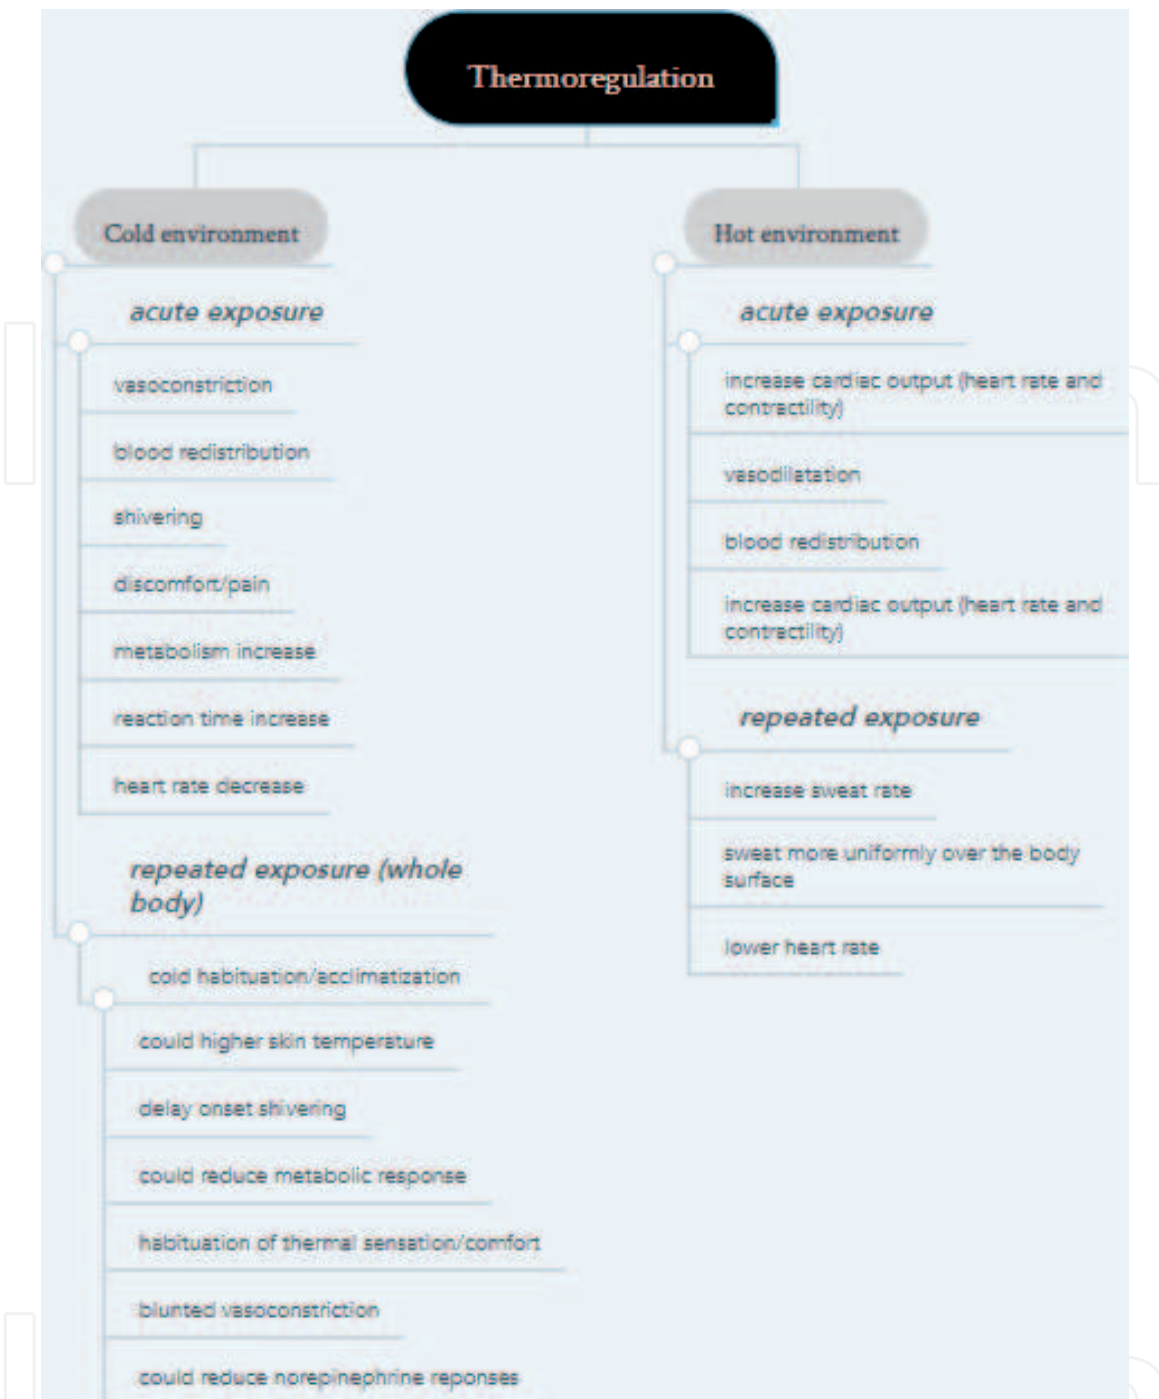 Thermoregulation
Cold environment
acute exposure
vasoconstriction
blood redistribution
shivering
discomfort/pain
metabolism increase
reaction time increase
heart rate decrease
repeated exposure (whole
body)
cold habituation/acclimatization
could higher skin temperature
delay onset shivering
could reduce metabolic response
habituation of thermal sensation/comfort
blunted vasoconstriction
could reduce norepinephrine reponses
Hot environment
acute exposure
increase cardiac output (heart rate and
contractility)
vasodilatation
blood redistribution
increase cardiac output (heart rate and
contractility)
repeated exposure
increase sweat rate
sweat more uniformly over the body
surface
lower heart rate